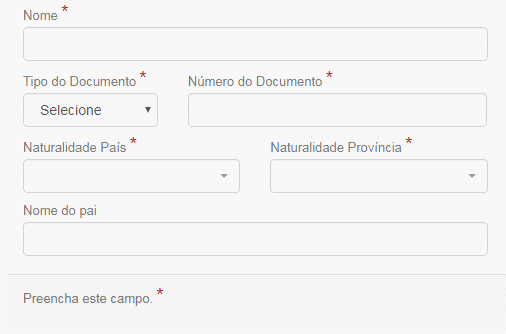 Nome *
Tipo do Documento * Número do Documento *
Selecione
Naturalidade País * Naturalidade Província *
Nome do pai
Preencha este campo. *